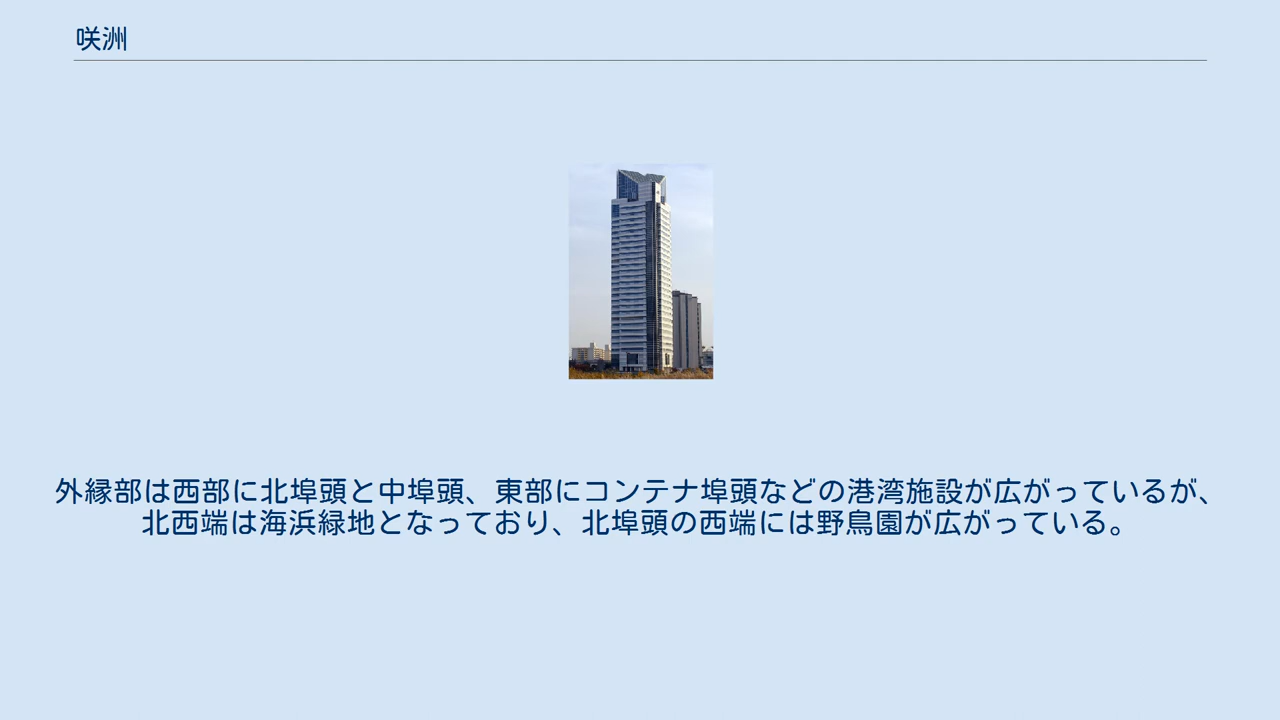 咲洲
外縁部は西部に北埠頭と中埠頭、東部にコンテナ埠頭などの港湾施設が広がっているが、
北西端は海浜緑地となっており、北埠頭の西端には野鳥園が広がっている。